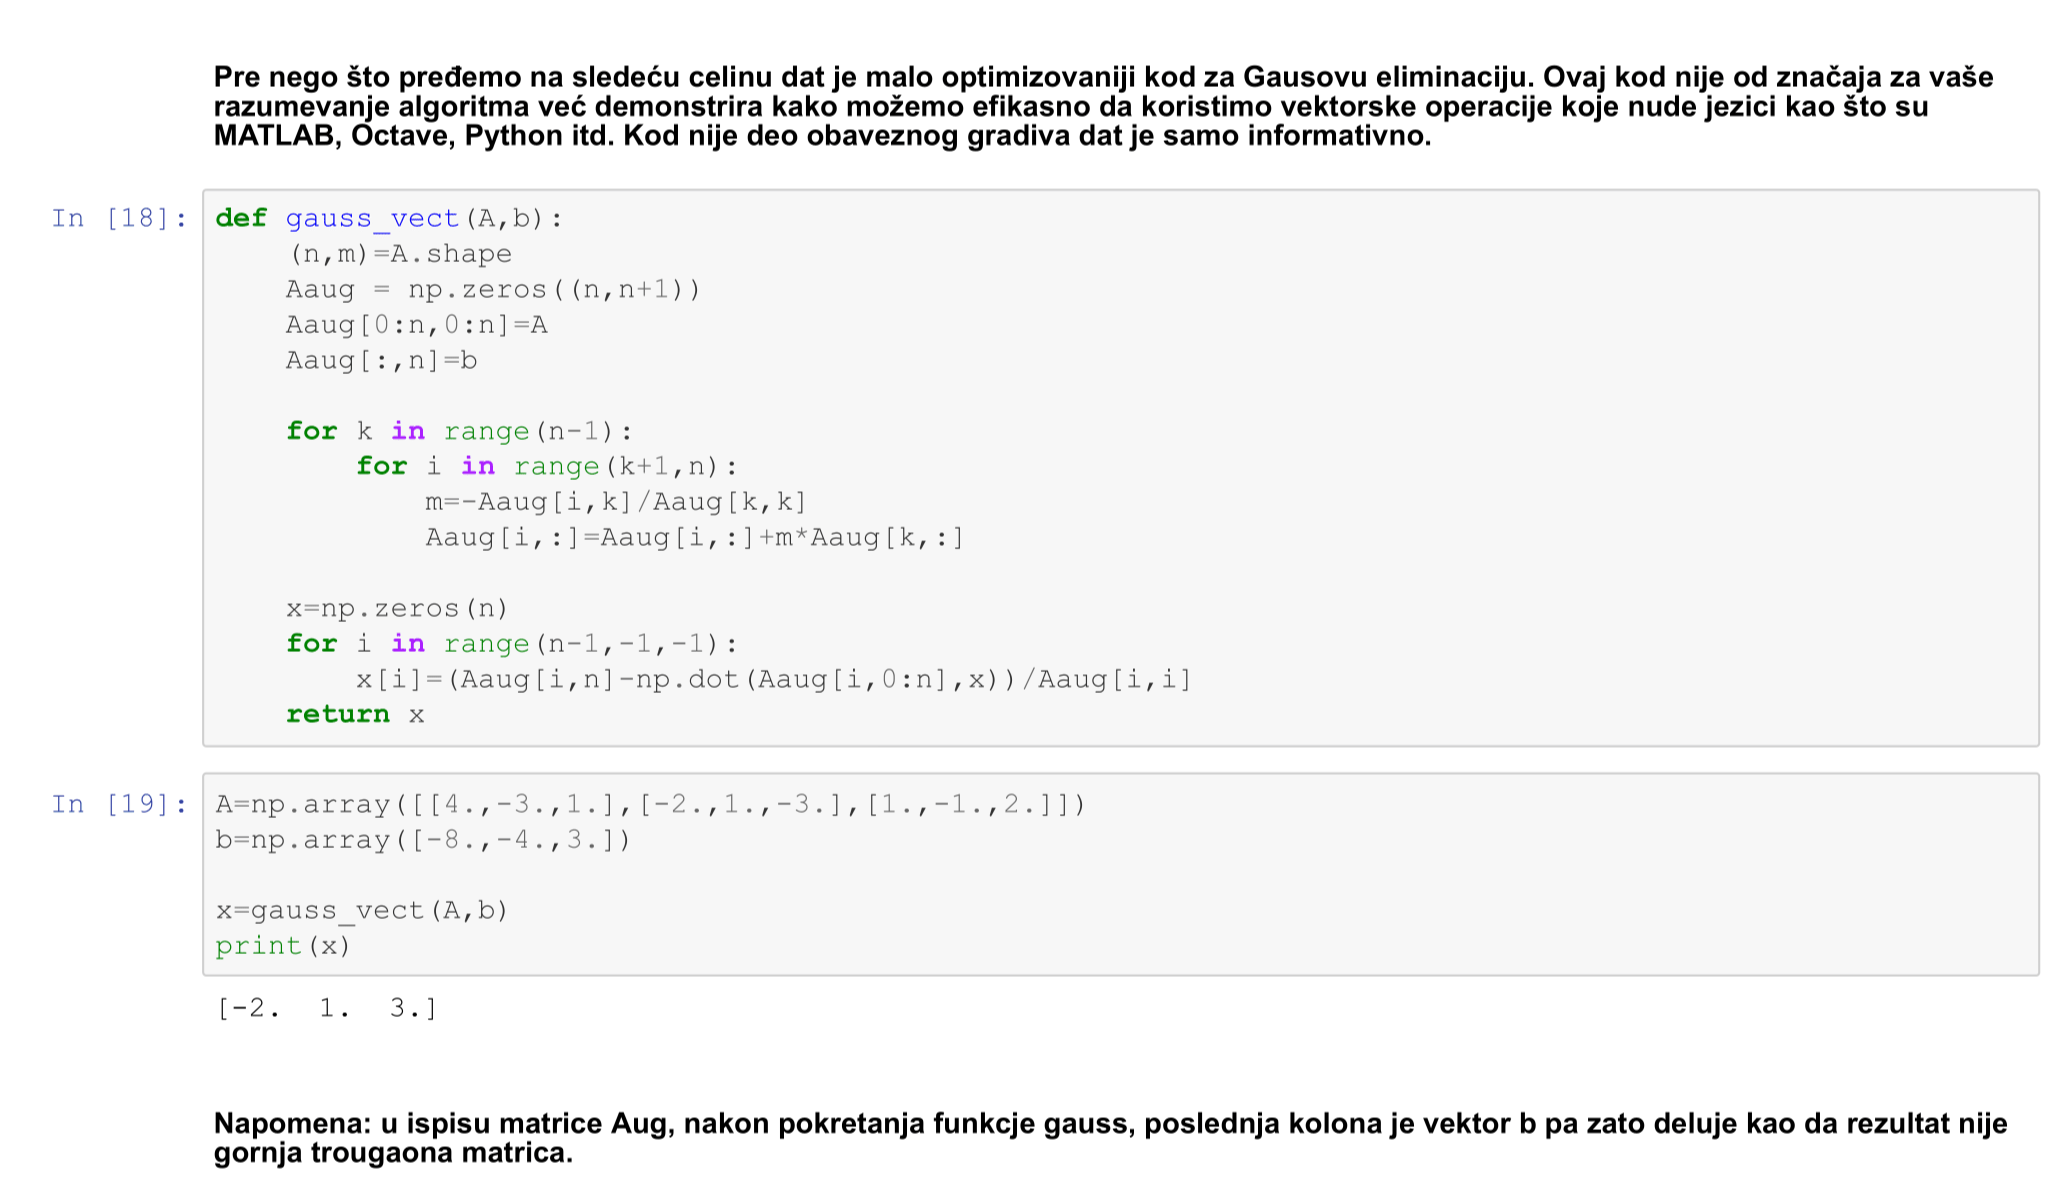 Pre nego što pređemo na sledeću celinu dat je malo optimizovaniji kod za Gausovu eliminaciju. Ovaj kod nije od značaja za vaše
razumevanje algoritma već demonstrira kako možemo efikasno da koristimo vektorske operacije koje nude jezici kao što su
MATLAB, Octave, Python itd. Kod nije deo obaveznog gradiva dat je samo informativno.
In [18]: def gauss_vect(A,b):
    (n,m)=A.shape
    Aaug = np.zeros((n,n+1))
    Aaug[0:n,0:n]=A
    Aaug[:,n]=b
    for k in range(n-1):
        for i in range(k+1,n):
            m=-Aaug[i,k]/Aaug[k,k]
            Aaug[i,:]=Aaug[i,:]+m*Aaug[k,:]
    x=np.zeros(n)
    for i in range(n-1,-1,-1):
        x[i]=(Aaug[i,n]-np.dot(Aaug[i,0:n],x))/Aaug[i,i]
    return x
In [19]: A=np.array([[4.,-3.,1.],[-2.,1.,-3.],[1.,-1.,2.]])
b=np.array([-8.,-4.,3.])
x=gauss_vect(A,b)
print(x)
[-2.  1.  3.]
Napomena: u ispisu matrice Aug, nakon pokretanja funkcje gauss, poslednja kolona je vektor b pa zato deluje kao da rezultat nije
gornja trougaona matrica.